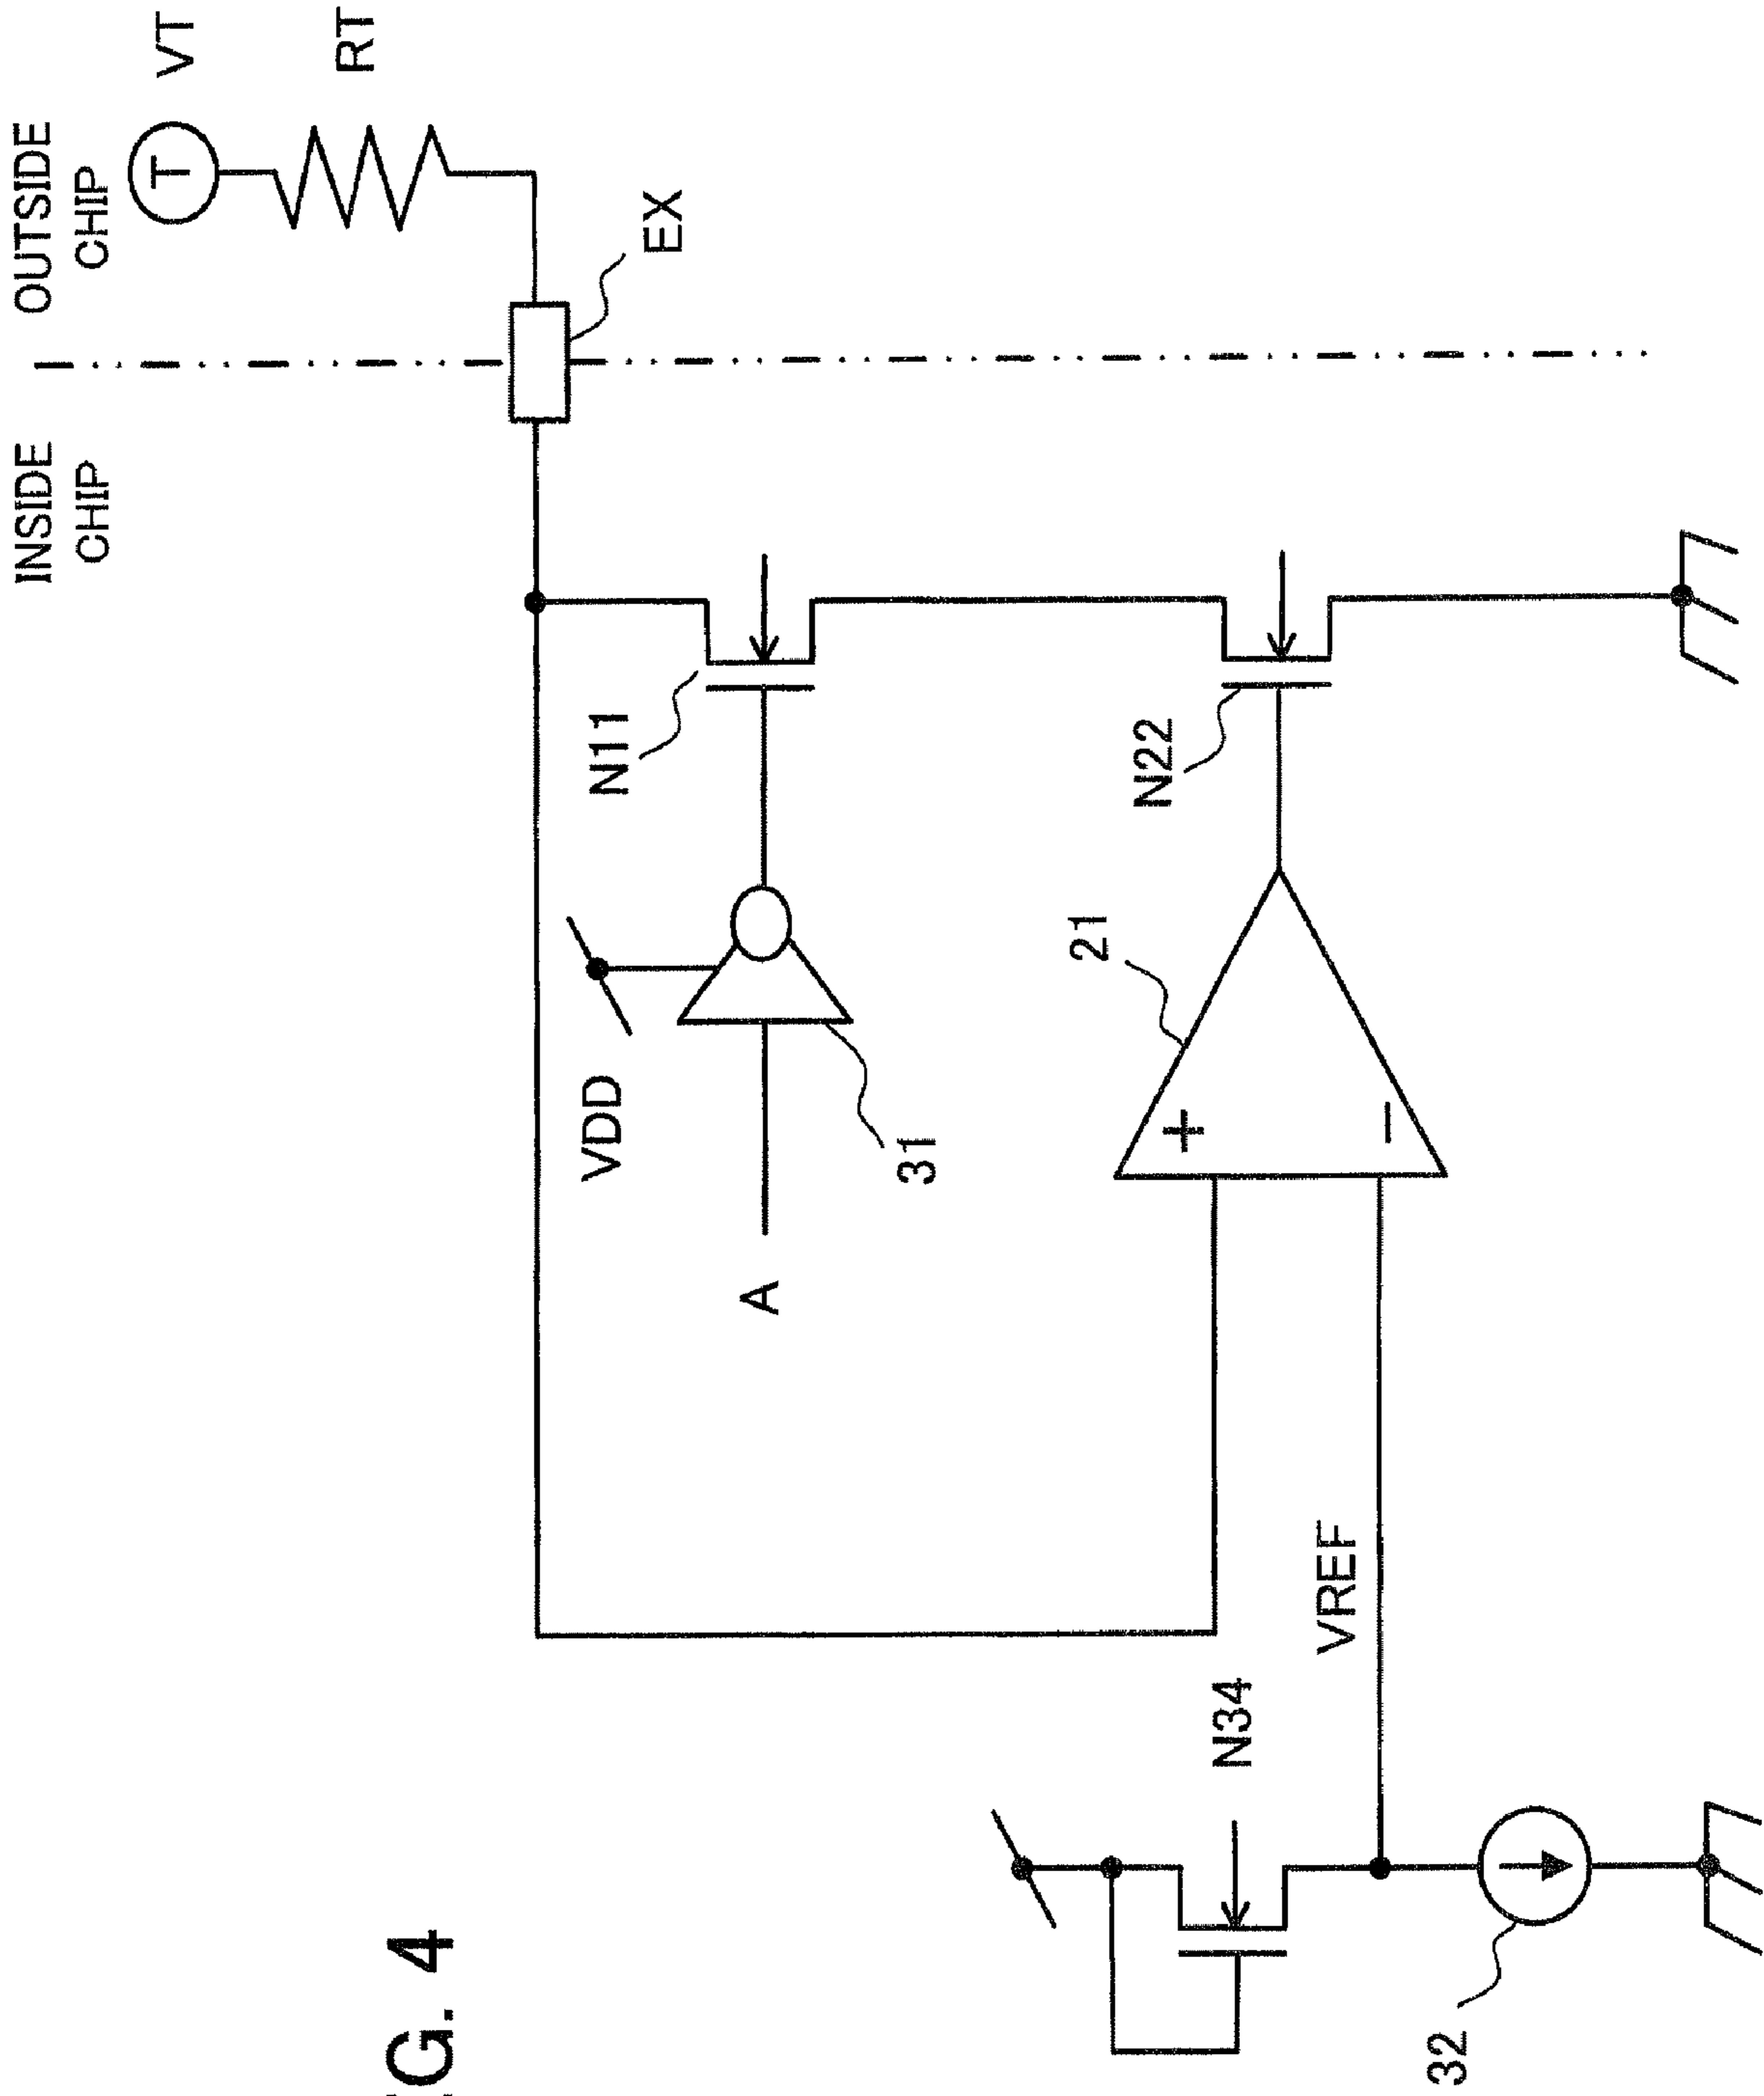 INSIDE
CHIP
OUTSIDE
CHIP
T
VT
RT
EX
N11
VDD
A
31
N22
21
+
−
VREF
N34
32
G. 4